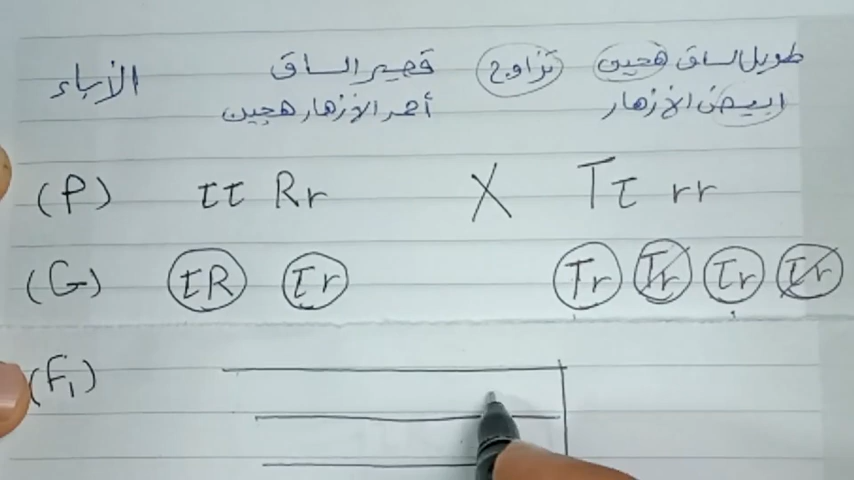 طويل الساق هجين تزاوج قصير الساق الآباء
ابيض الأزهار أحمر الأزهار هجين
(P) tt Rr X Tt rr
(G) tR tr Tr Tr tr tr
(F1)